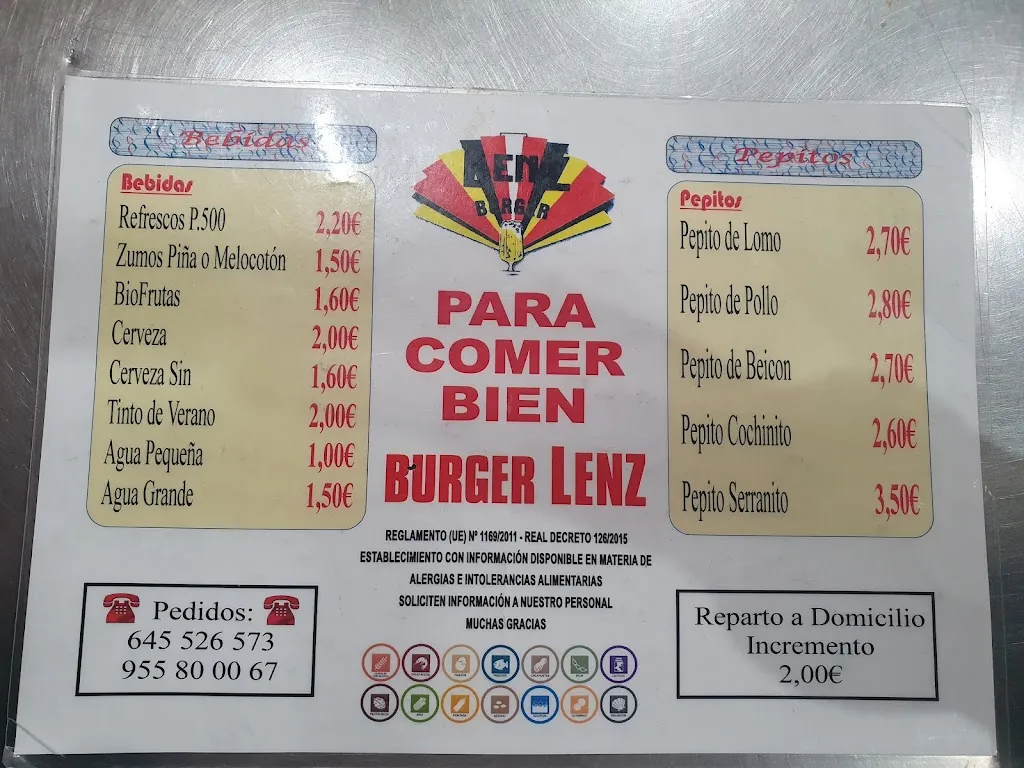 Bebidas
Bebidas
Refrescos P.500 2,20€
Zumos Piña o Melocotón 1,50€
BioFrutas 1,60€
Cerveza 2,00€
Cerveza Sin 1,60€
Tinto de Verano 2,00€
Agua Pequeña 1,00€
Agua Grande 1,50€
Pedidos:
645 526 573
955 80 00 67
LENZ
BURGER
PARA
COMER
BIEN
BURGER LENZ
REGLAMENTO (UE) Nº 1169/2011 - REAL DECRETO 126/2015
ESTABLECIMIENTO CON INFORMACIÓN DISPONIBLE EN MATERIA DE
ALERGIAS E INTOLERANCIAS ALIMENTARIAS
SOLICITEN INFORMACIÓN A NUESTRO PERSONAL
MUCHAS GRACIAS
Pepitos
Pepitos
Pepito de Lomo 2,70€
Pepito de Pollo 2,80€
Pepito de Beicon 2,70€
Pepito Cochinito 2,60€
Pepito Serranito 3,50€
Reparto a Domicilio
Incremento
2,00€